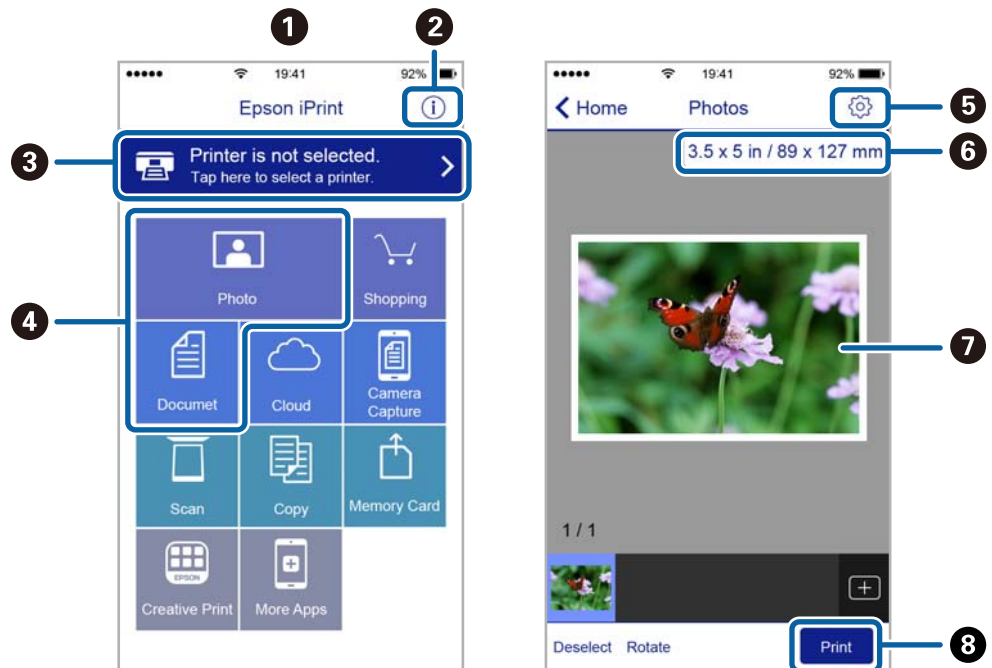 1
2
19:41
92%
Epson iPrint
3
Printer is not selected.
Tap here to select a printer.
4
Photo
Shopping
Documet
Cloud
Camera
Capture
Scan
Copy
Memory Card
EPSON
Creative Print
More Apps
19:41
92%
Home
Photos
5
3.5 x 5 in / 89 x 127 mm
6
7
1 / 1
Deselect
Rotate
Print
8